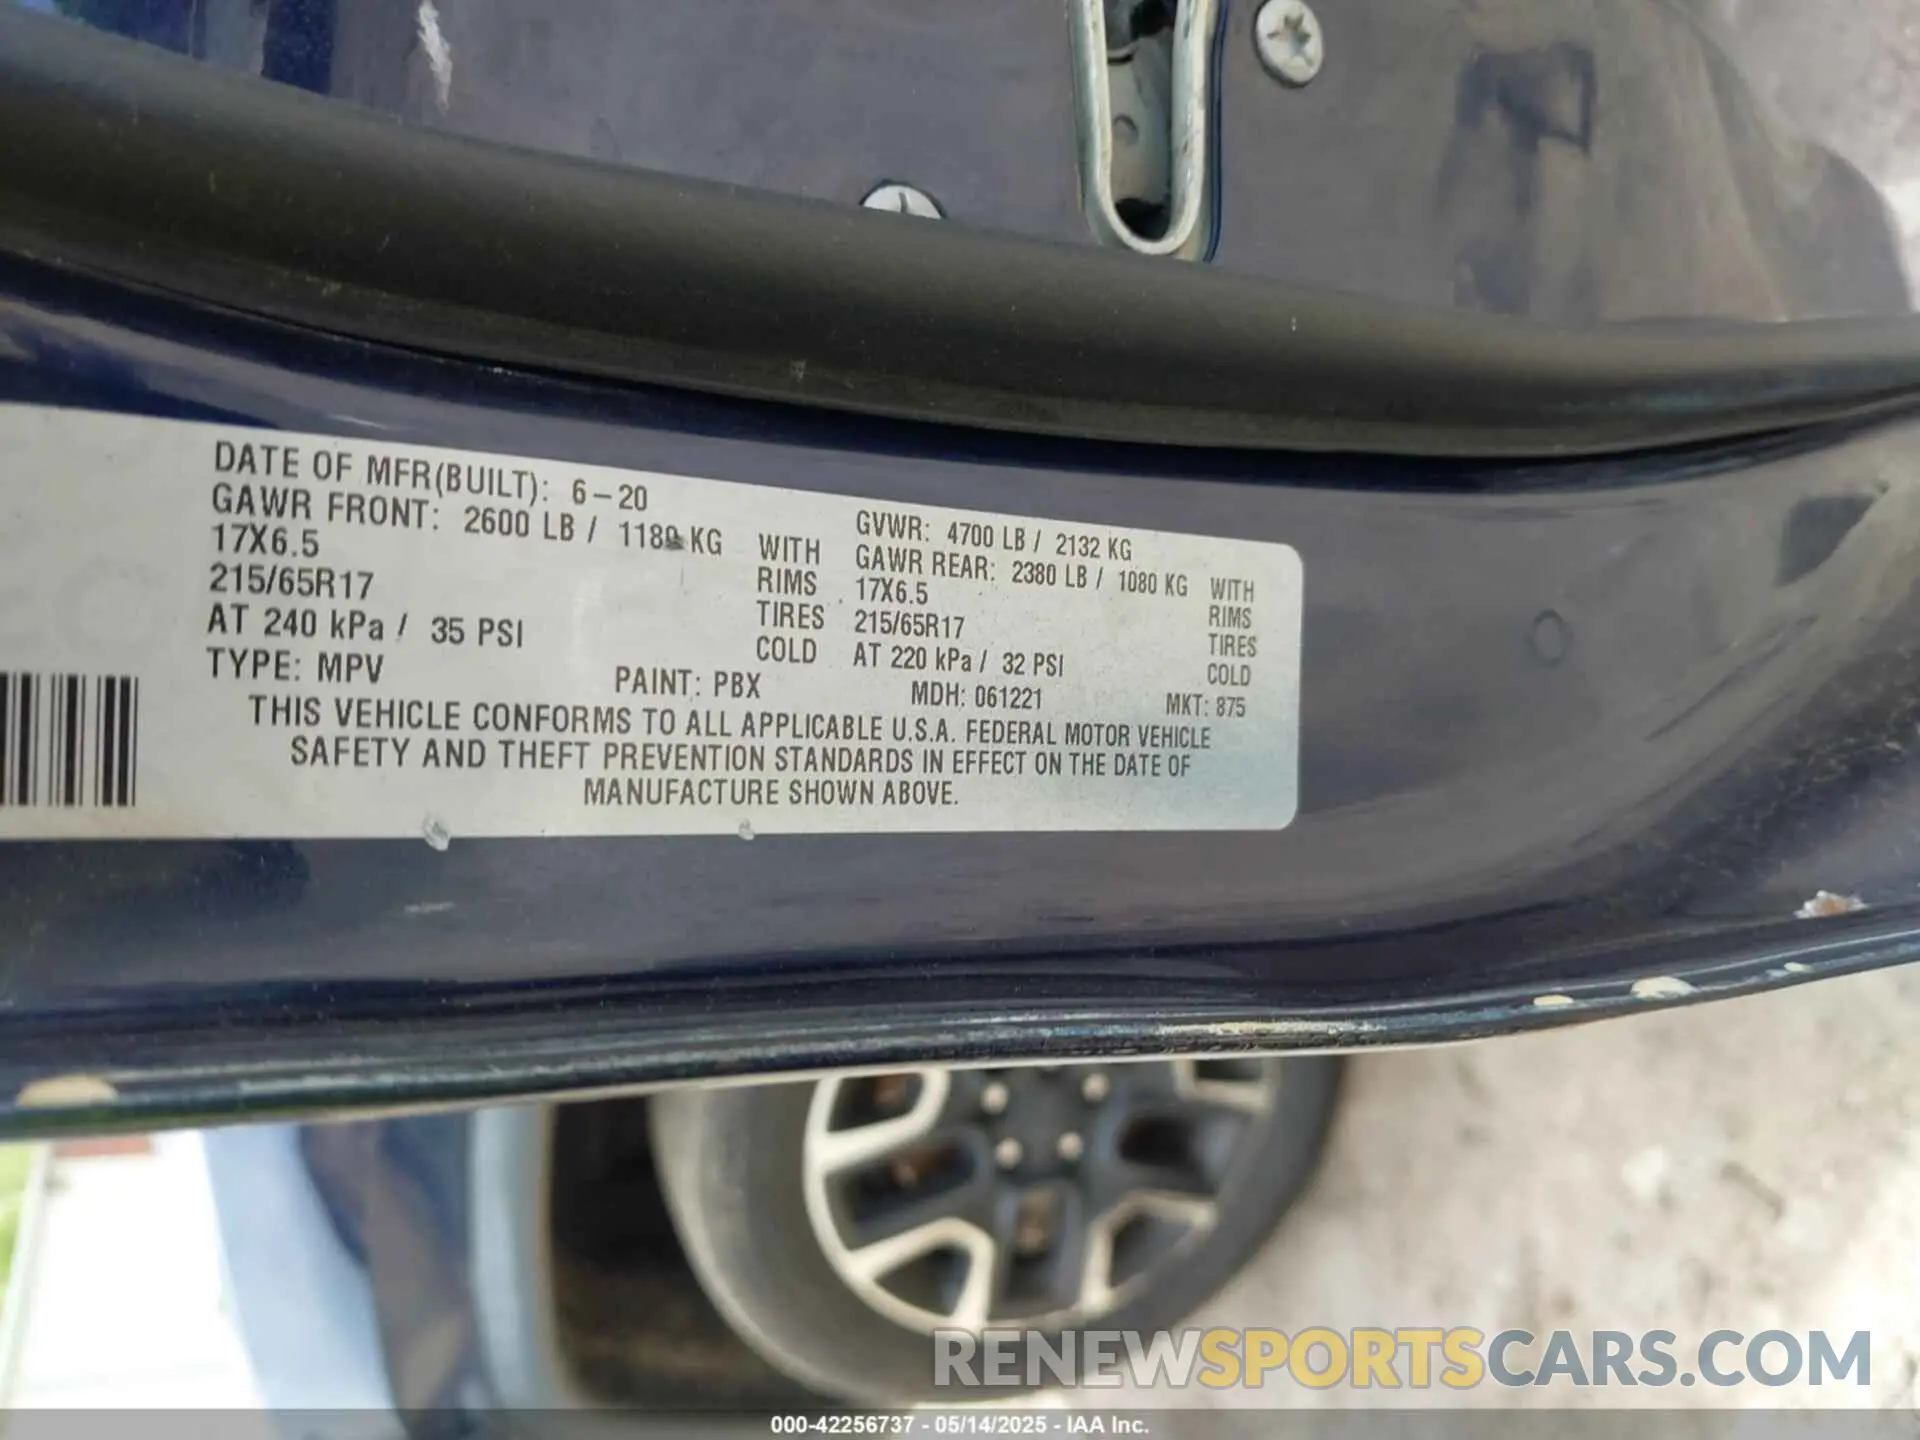 DATE OF MFR(BUILT): 6-20 GVWR: 4700 LB / 2132 KG
GAWR FRONT: 2600 LB / 1180 KG WITH GAWR REAR: 2380 LB / 1080 KG WITH
17X6.5 RIMS 17X6.5 RIMS
215/65R17 TIRES 215/65R17 TIRES
AT 240 kPa / 35 PSI COLD AT 220 kPa / 32 PSI COLD
TYPE: MPV PAINT: PBX MDH: 061221 MKT: 875
THIS VEHICLE CONFORMS TO ALL APPLICABLE U.S.A. FEDERAL MOTOR VEHICLE
SAFETY AND THEFT PREVENTION STANDARDS IN EFFECT ON THE DATE OF
MANUFACTURE SHOWN ABOVE.
RENEWSPORTSCARS.COM
000-42256737 - 05/14/2025 - IAA Inc.